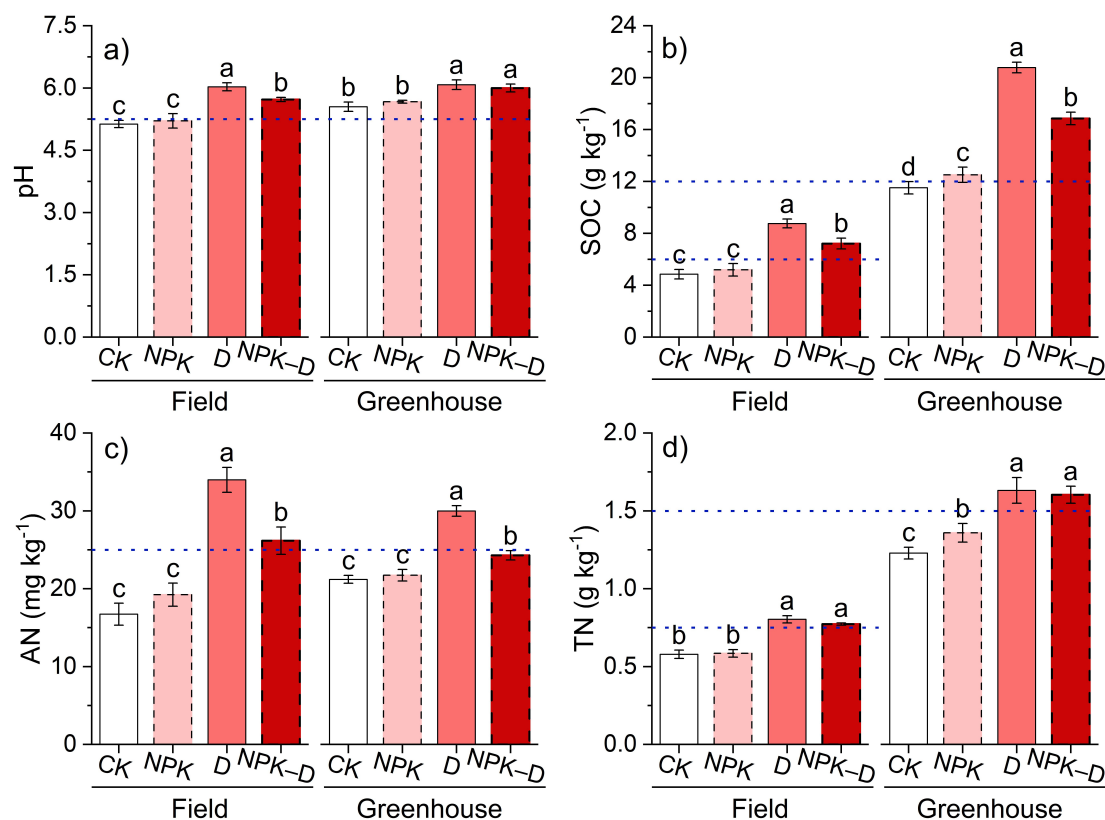 a)
pH
7.5
6.0
4.5
3.0
1.5
0.0
c c a b b b a a
CK NPK D NPK–D CK NPK D NPK–D
Field Greenhouse
b)
SOC (g kg⁻¹)
24
20
16
12
8
4
0
c c a b d c a b
CK NPK D NPK–D CK NPK D NPK–D
Field Greenhouse
c)
AN (mg kg⁻¹)
40
30
20
10
0
c c a b c c a b
CK NPK D NPK–D CK NPK D NPK–D
Field Greenhouse
d)
TN (g kg⁻¹)
2.0
1.5
1.0
0.5
0.0
b b a a c b a a
CK NPK D NPK–D CK NPK D NPK–D
Field Greenhouse